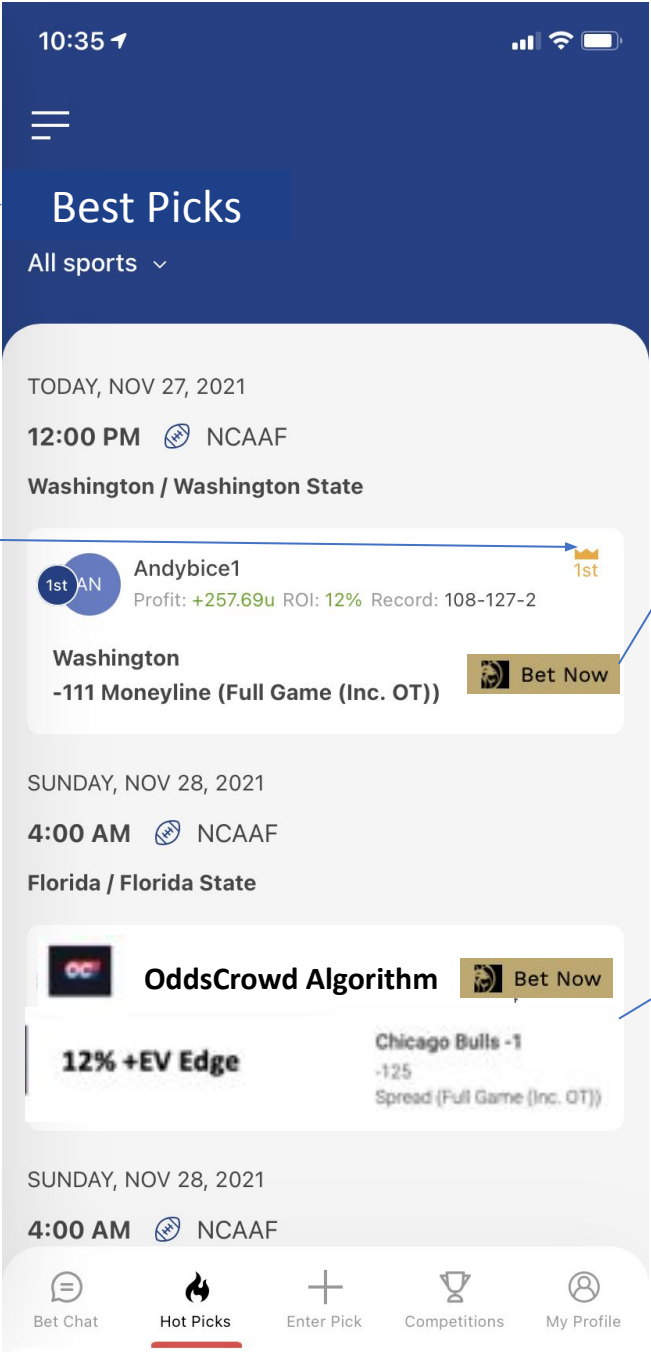 10:35
Best Picks
All sports
TODAY, NOV 27, 2021
12:00 PM NCAAF
Washington / Washington State
1st AN
Andybice1
1st
Profit: +257.69u ROI: 12% Record: 108-127-2
Washington
-111 Moneyline (Full Game (Inc. OT))
Bet Now
SUNDAY, NOV 28, 2021
4:00 AM NCAAF
Florida / Florida State
OC
OddsCrowd Algorithm
Bet Now
12% +EV Edge
Chicago Bulls -1
-125
Spread (Full Game (Inc. OT))
SUNDAY, NOV 28, 2021
4:00 AM NCAAF
Bet Chat
Hot Picks
Enter Pick
Competitions
My Profile